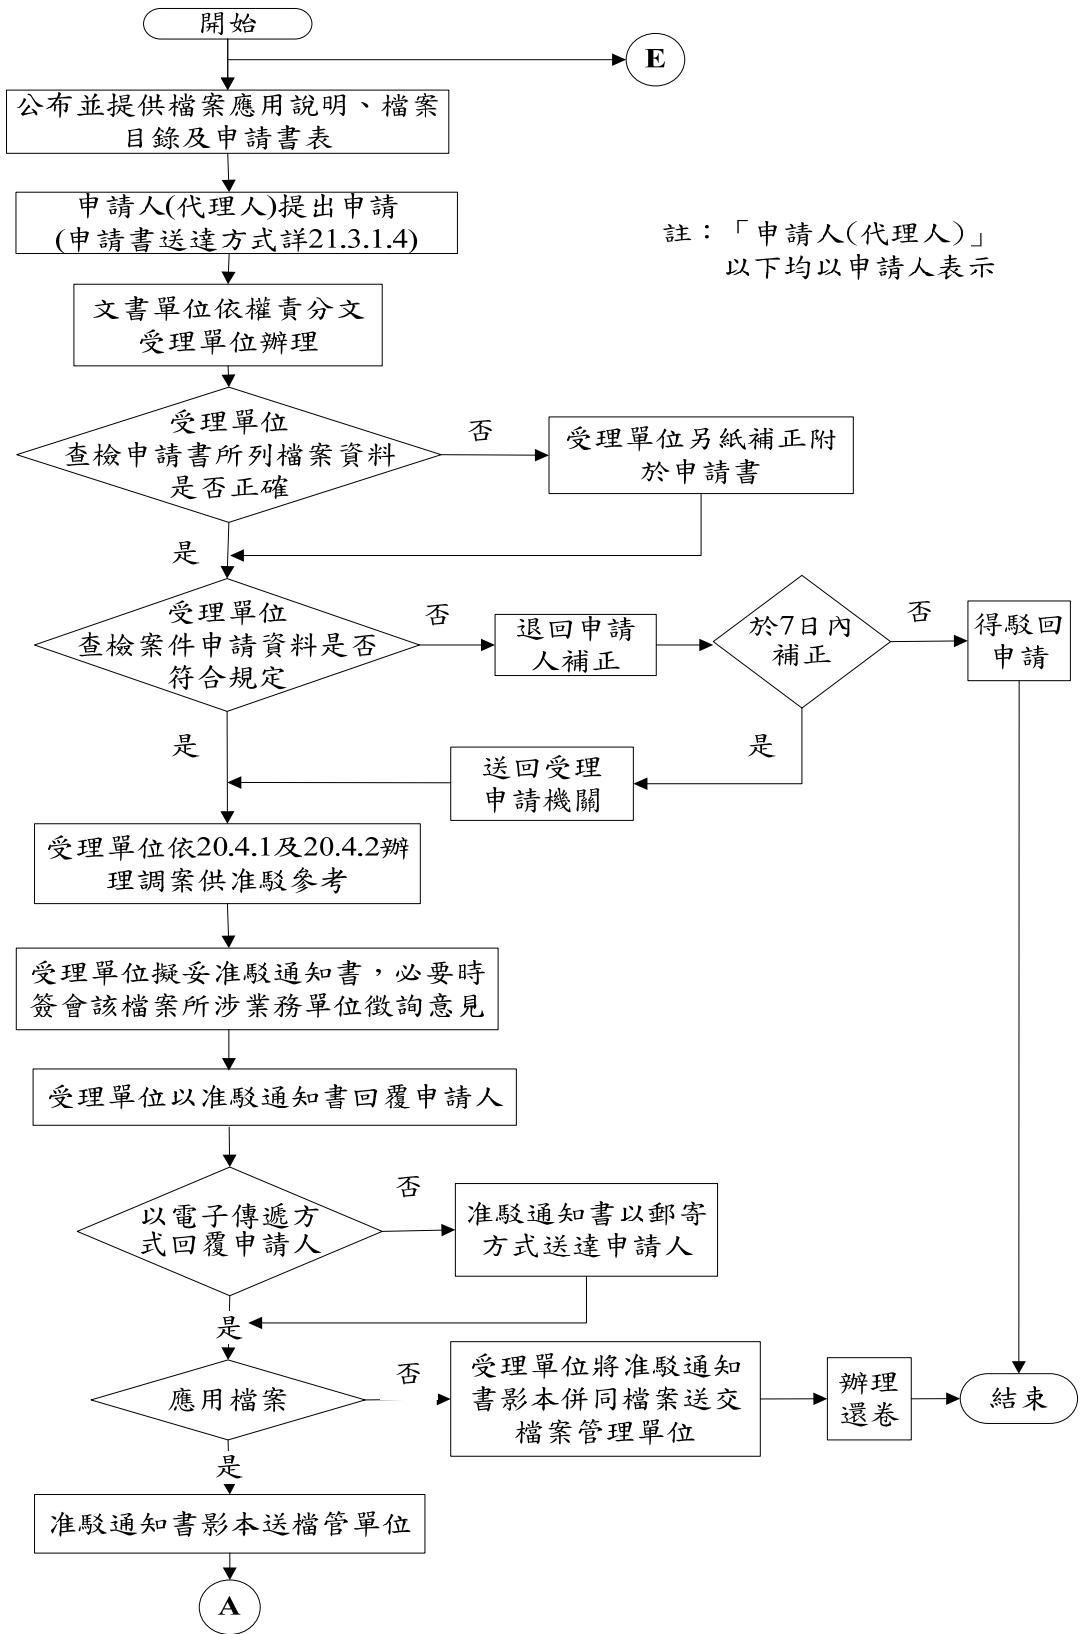 開始
E
公布並提供檔案應用說明、檔案
目錄及申請書表
申請人(代理人)提出申請
(申請書送達方式詳21.3.1.4)
註：「申請人(代理人)」
以下均以申請人表示
文書單位依權責分文
受理單位辦理
受理單位
查檢申請書所列檔案資料
是否正確
否
受理單位另紙補正附
於申請書
是
受理單位
查檢案件申請資料是否
符合規定
否
退回申請
人補正
於7日內
補正
否
得駁回
申請
是
是
送回受理
申請機關
受理單位依20.4.1及20.4.2辦
理調案供准駁參考
受理單位擬妥准駁通知書，必要時
簽會該檔案所涉業務單位徵詢意見
受理單位以准駁通知書回覆申請人
以電子傳遞方
式回覆申請人
否
准駁通知書以郵寄
方式送達申請人
是
應用檔案
否
受理單位將准駁通知
書影本併同檔案送交
檔案管理單位
辦理
還卷
結束
是
准駁通知書影本送檔管單位
A